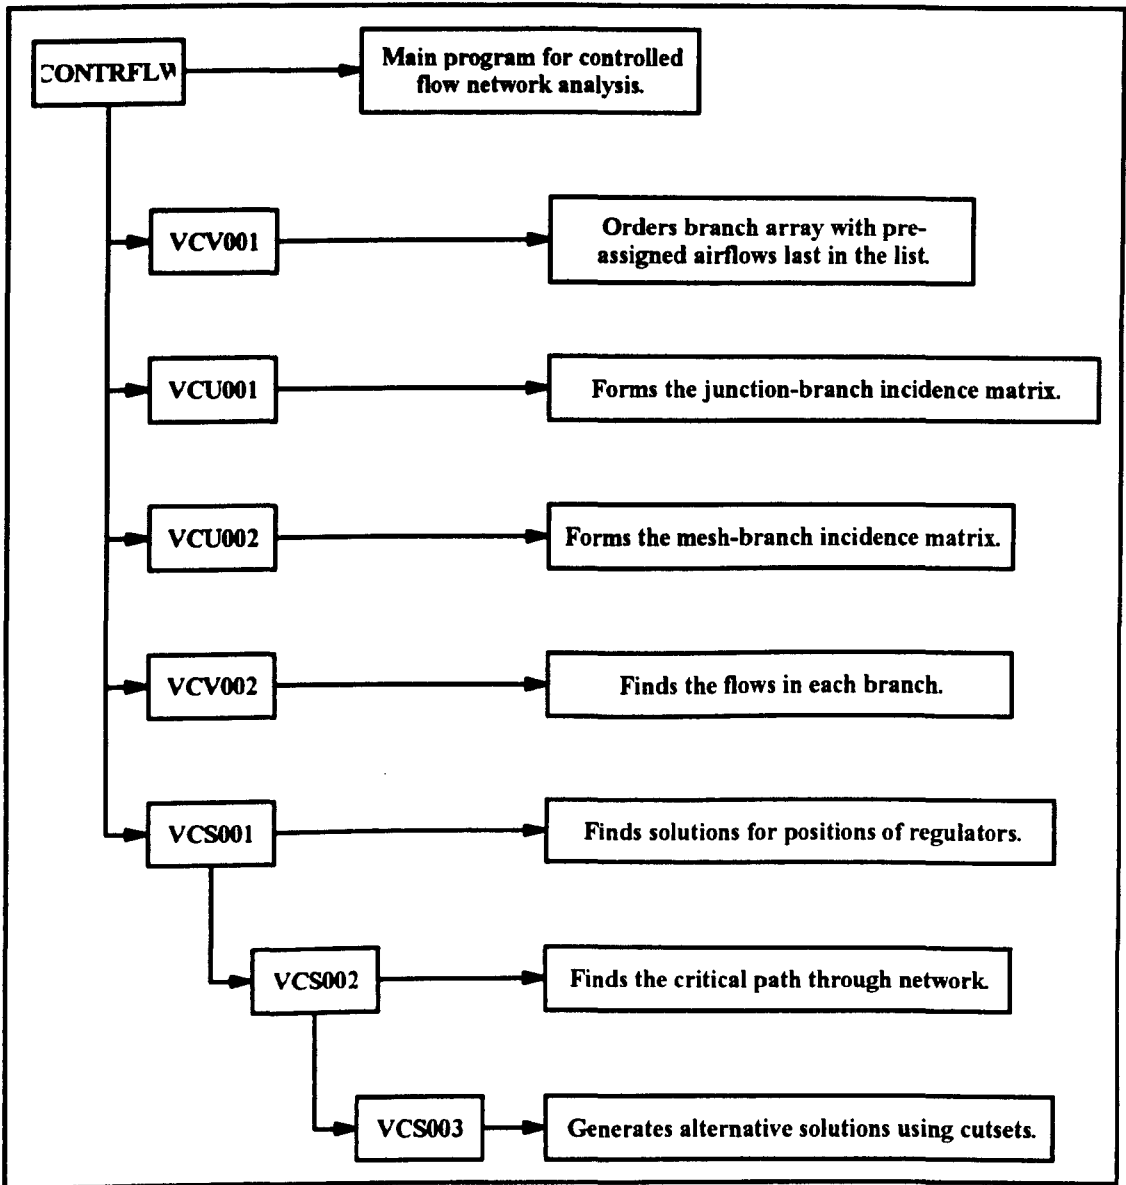 CONTRFLW
Main program for controlled
flow network analysis.
VCV001
Orders branch array with pre-
assigned airflows last in the list.
VCU001
Forms the junction-branch incidence matrix.
VCU002
Forms the mesh-branch incidence matrix.
VCV002
Finds the flows in each branch.
VCS001
Finds solutions for positions of regulators.
VCS002
Finds the critical path through network.
VCS003
Generates alternative solutions using cutsets.